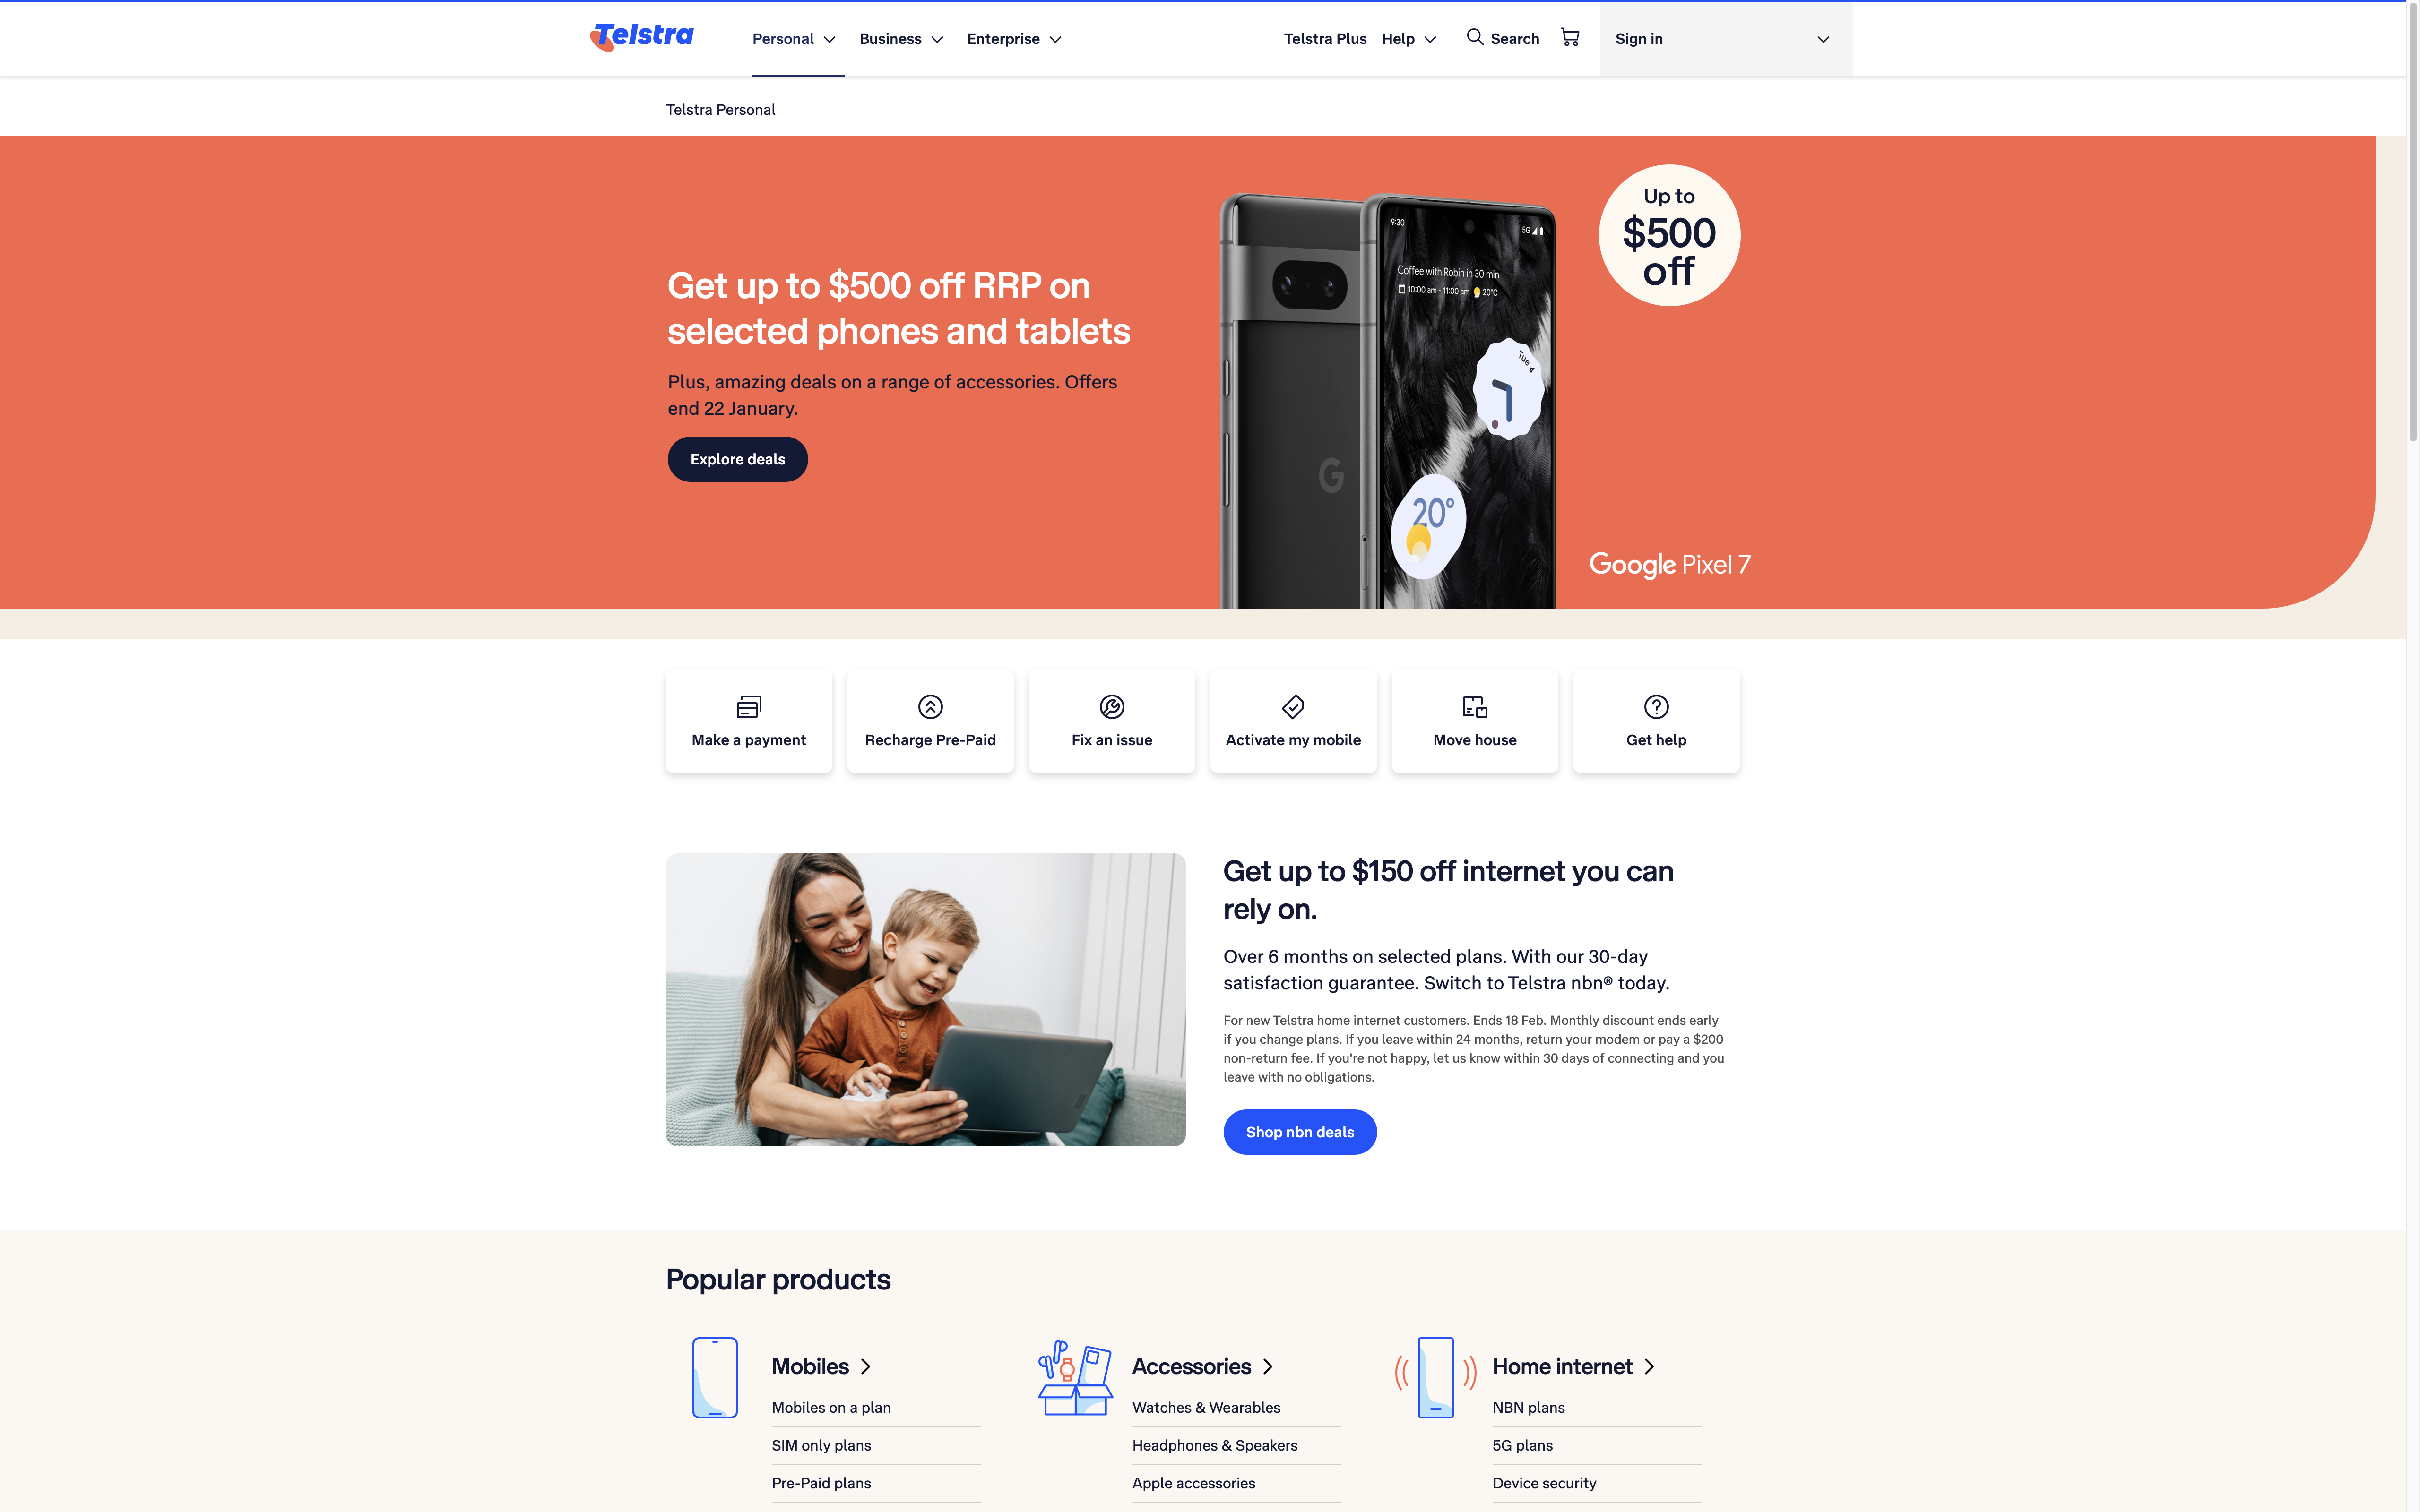 Telstra
Personal
Business
Enterprise
Telstra Plus
Help
Search
Sign in
Telstra Personal
Get up to $500 off RRP on
selected phones and tablets
Plus, amazing deals on a range of accessories. Offers
end 22 January.
Explore deals
9:30
5G
Coffee with Robin in 30 min
10:00 am - 11:00 am
20°C
Tue 4
20°
G
Up to
$500
off
Google Pixel 7
Make a payment
Recharge Pre-Paid
Fix an issue
Activate my mobile
Move house
Get help
Get up to $150 off internet you can
rely on.
Over 6 months on selected plans. With our 30-day
satisfaction guarantee. Switch to Telstra nbn® today.
For new Telstra home internet customers. Ends 18 Feb. Monthly discount ends early
if you change plans. If you leave within 24 months, return your modem or pay a $200
non-return fee. If you're not happy, let us know within 30 days of connecting and you
leave with no obligations.
Shop nbn deals
Popular products
Mobiles
Mobiles on a plan
SIM only plans
Pre-Paid plans
Accessories
Watches & Wearables
Headphones & Speakers
Apple accessories
Home internet
NBN plans
5G plans
Device security